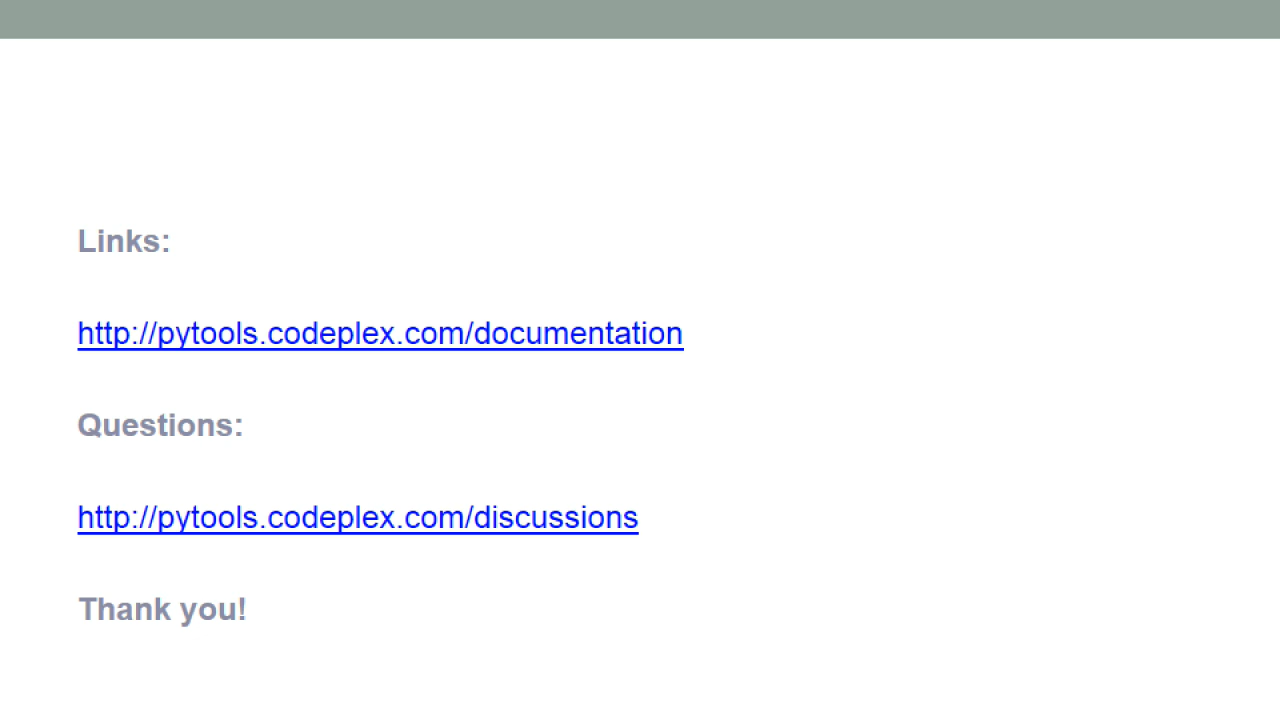 Links:
http://pytools.codeplex.com/documentation
Questions:
http://pytools.codeplex.com/discussions
Thank you!